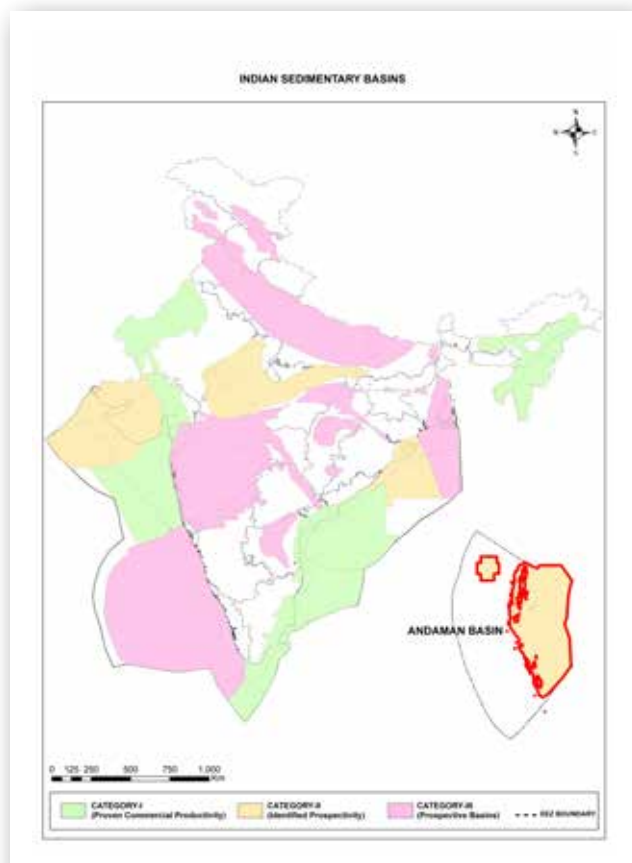 INDIAN SEDIMENTARY BASINS
N
W E
S
ANDAMAN BASIN
0 125 250 500 750 1,000
Km
CATEGORY-I
(Proven Commercial Productivity)
CATEGORY-II
(Identified Prospectivity)
CATEGORY-III
(Prospective Basins)
EEZ BOUNDARY